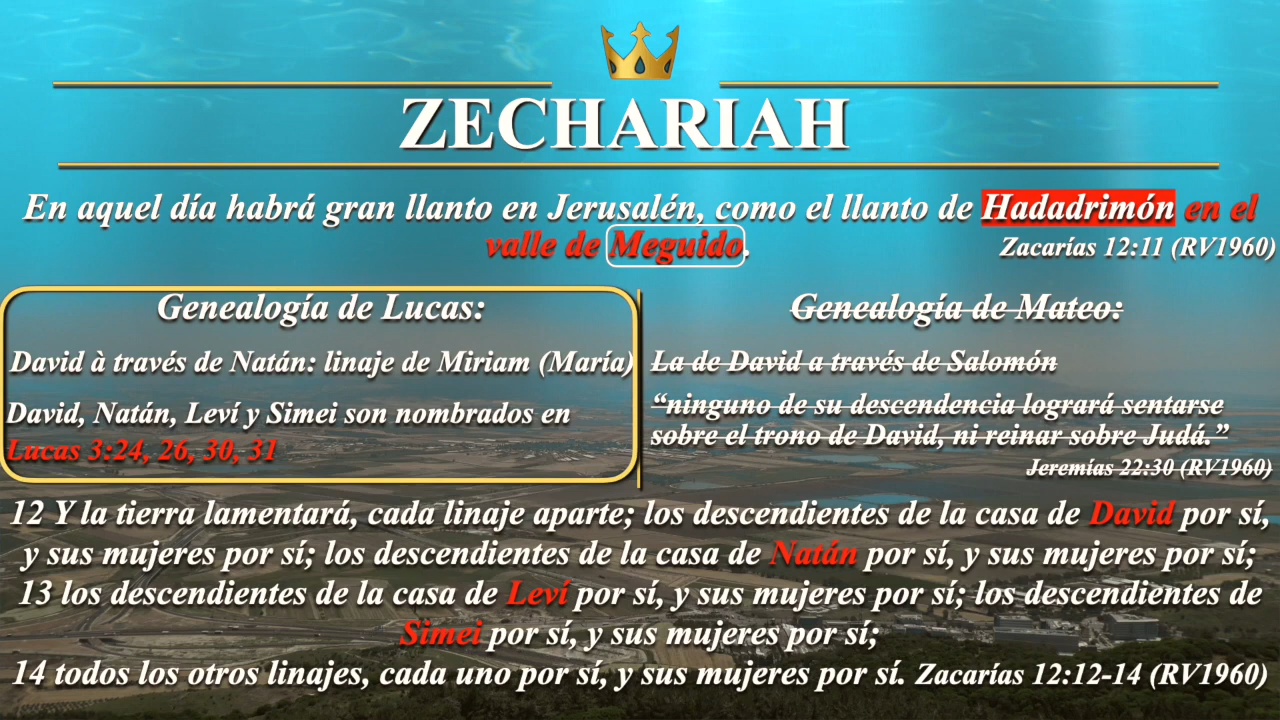 ZECHARIAH
En aquel día habrá gran llanto en Jerusalén, como el llanto de Hadadrimón en el
valle de Meguido.
Zacarías 12:11 (RV1960)
Genealogía de Lucas:
David à través de Natán: linaje de Miriam (María)
David, Natán, Leví y Simei son nombrados en
Lucas 3:24, 26, 30, 31
Genealogía de Mateo:
La de David a través de Salomón
“ninguno de su descendencia logrará sentarse
sobre el trono de David, ni reinar sobre Judá.”
Jeremías 22:30 (RV1960)
12 Y la tierra lamentará, cada linaje aparte; los descendientes de la casa de David por sí,
y sus mujeres por sí; los descendientes de la casa de Natán por sí, y sus mujeres por sí;
13 los descendientes de la casa de Leví por sí, y sus mujeres por sí; los descendientes de
Simei por sí, y sus mujeres por sí;
14 todos los otros linajes, cada uno por sí, y sus mujeres por sí. Zacarías 12:12-14 (RV1960)